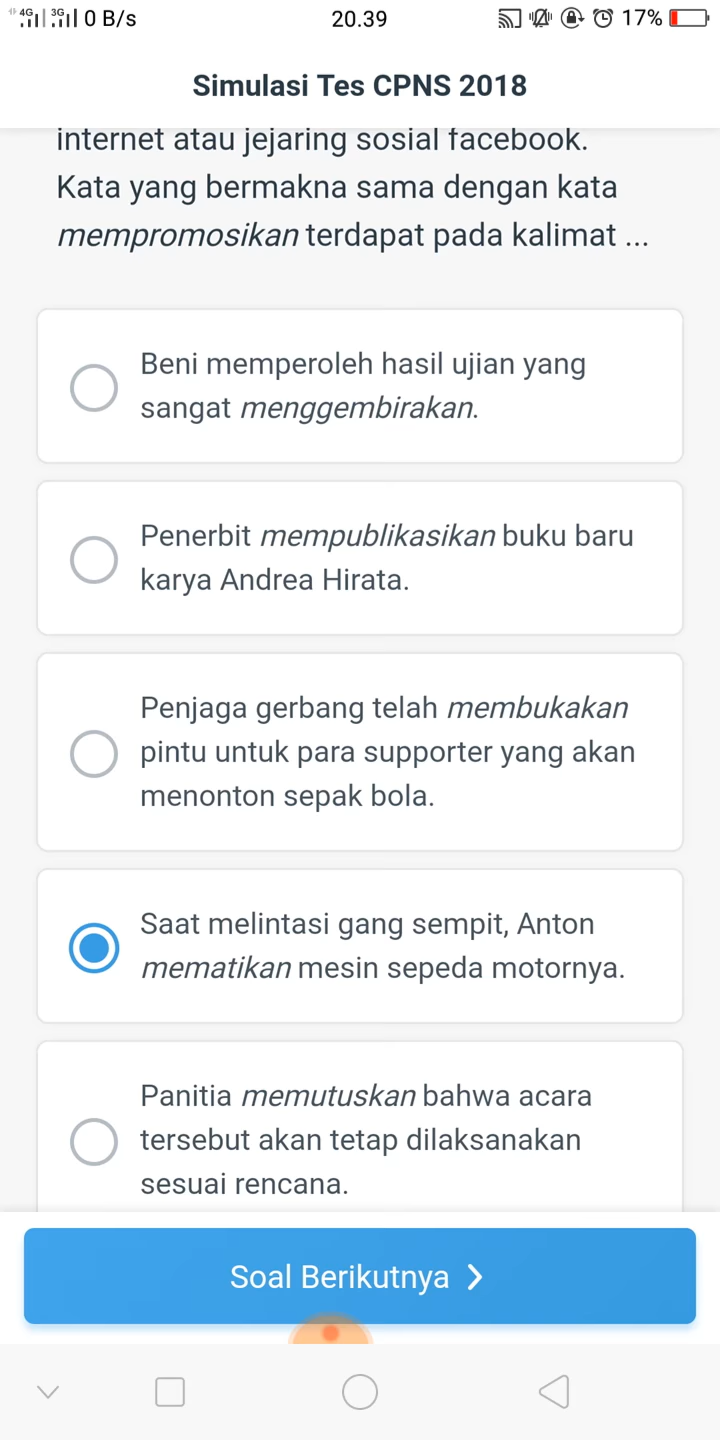 4G 3G 0 B/s 20.39 17%
Simulasi Tes CPNS 2018
internet atau jejaring sosial facebook.
Kata yang bermakna sama dengan kata
mempromosikan terdapat pada kalimat ...
Beni memperoleh hasil ujian yang
sangat menggembirakan.
Penerbit mempublikasikan buku baru
karya Andrea Hirata.
Penjaga gerbang telah membukakan
pintu untuk para supporter yang akan
menonton sepak bola.
Saat melintasi gang sempit, Anton
mematikan mesin sepeda motornya.
Panitia memutuskan bahwa acara
tersebut akan tetap dilaksanakan
sesuai rencana.
Soal Berikutnya